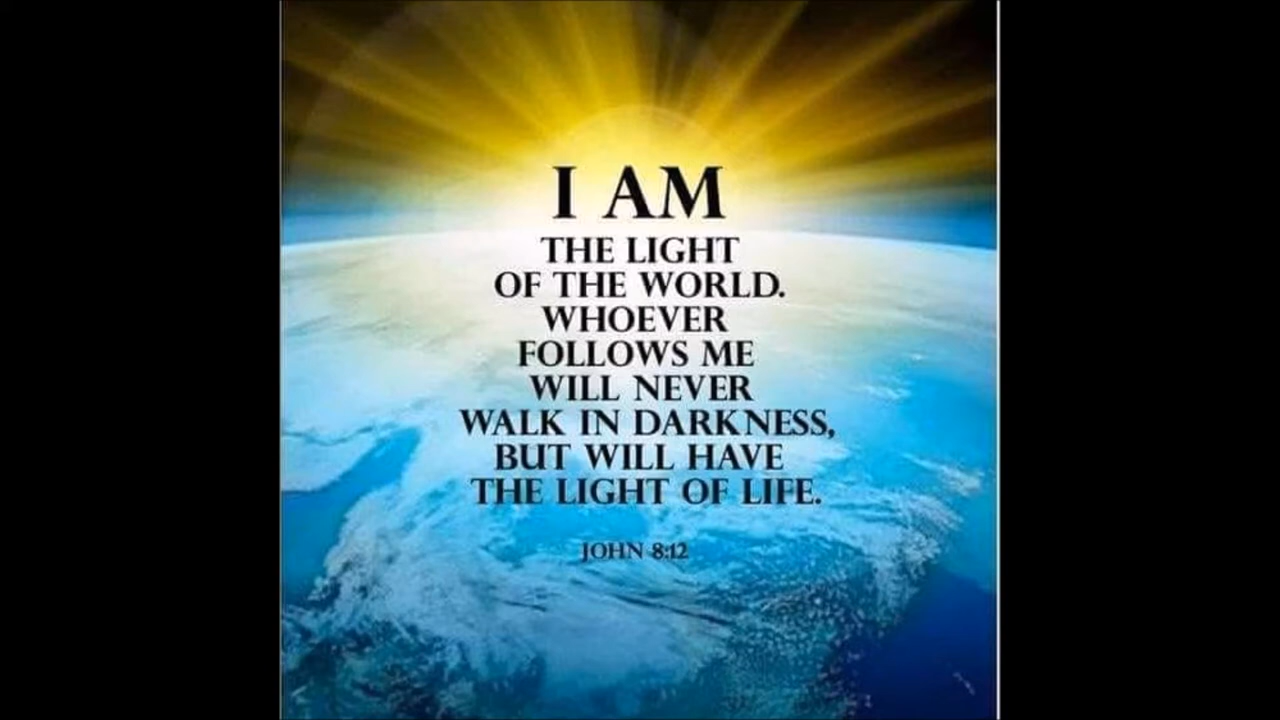 I AM
THE LIGHT
OF THE WORLD.
WHOEVER
FOLLOWS ME
WILL NEVER
WALK IN DARKNESS,
BUT WILL HAVE
THE LIGHT OF LIFE.
JOHN 8:12